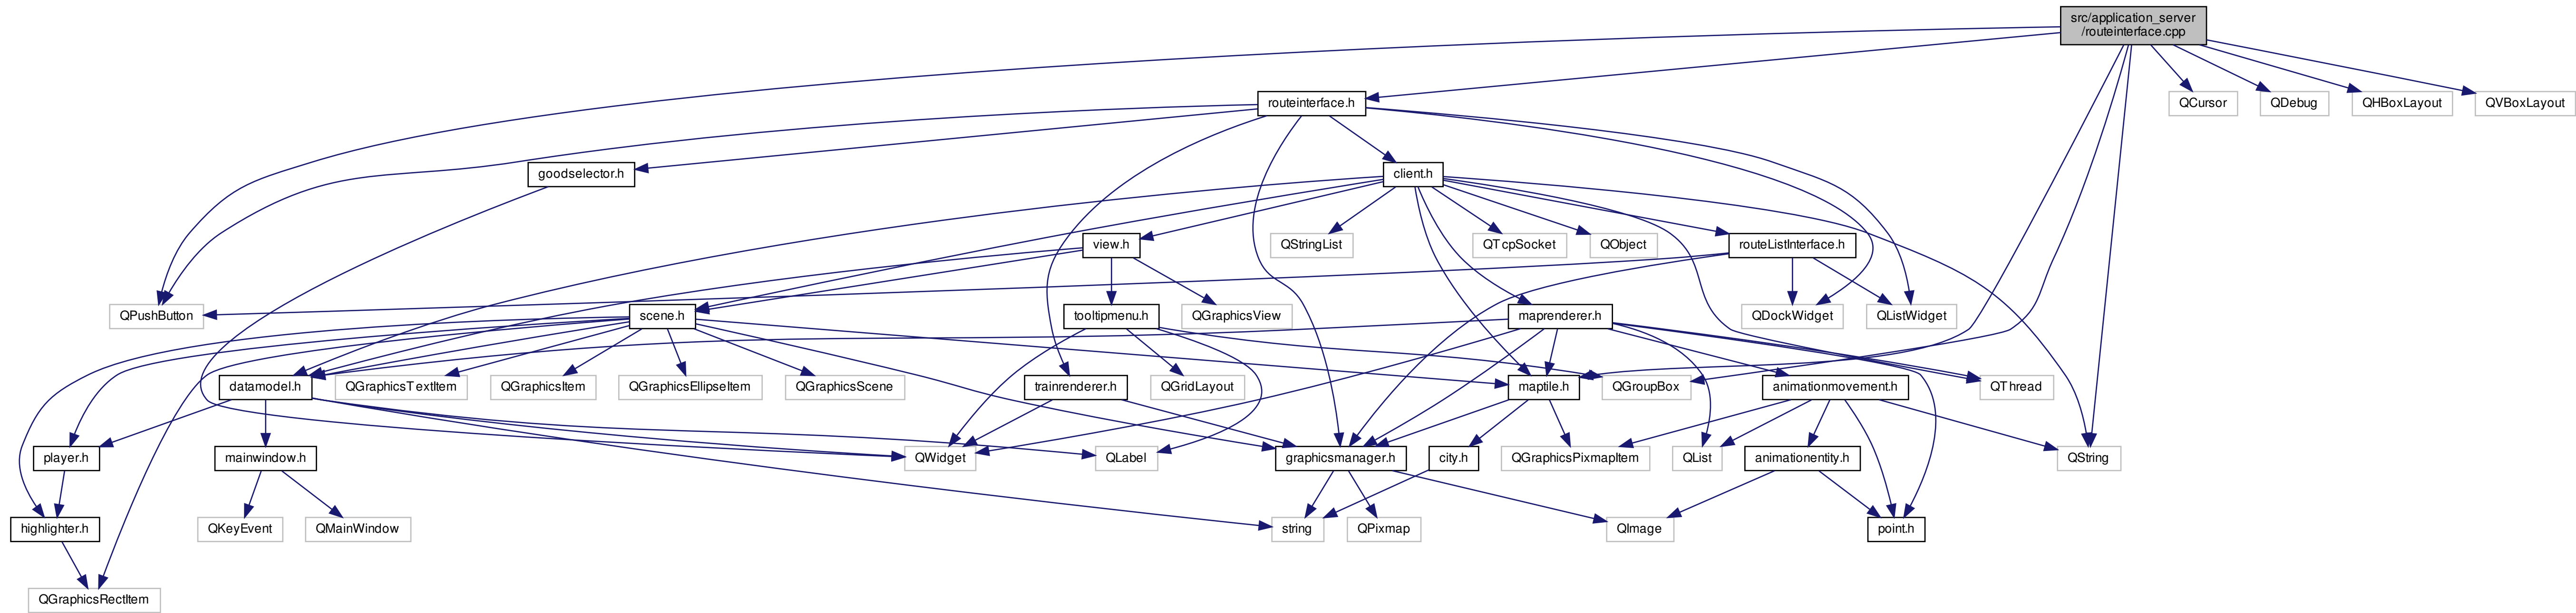 src/application_server
/routeinterface.cpp
routeinterface.h
QCursor
QDebug
QHBoxLayout
QVBoxLayout
goodselector.h
client.h
view.h
QStringList
QTcpSocket
QObject
routeListInterface.h
QPushButton
scene.h
tooltipmenu.h
QGraphicsView
maprenderer.h
QDockWidget
QListWidget
datamodel.h
QGraphicsTextItem
QGraphicsItem
QGraphicsEllipseItem
QGraphicsScene
trainrenderer.h
QGridLayout
maptile.h
QGroupBox
animationmovement.h
QThread
player.h
mainwindow.h
QWidget
QLabel
graphicsmanager.h
city.h
QGraphicsPixmapItem
QList
animationentity.h
QString
highlighter.h
QKeyEvent
QMainWindow
string
QPixmap
QImage
point.h
QGraphicsRectItem